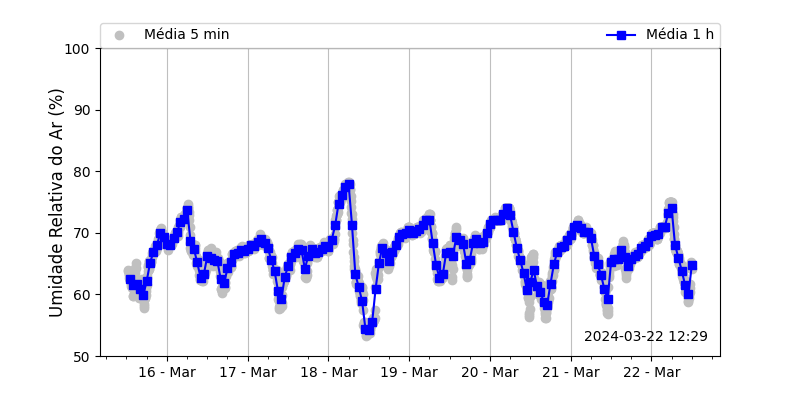 Média 5 min
Média 1 h
Umidade Relativa do Ar (%)
100
90
80
70
60
50
2024-03-22 12:29
16 - Mar
17 - Mar
18 - Mar
19 - Mar
20 - Mar
21 - Mar
22 - Mar